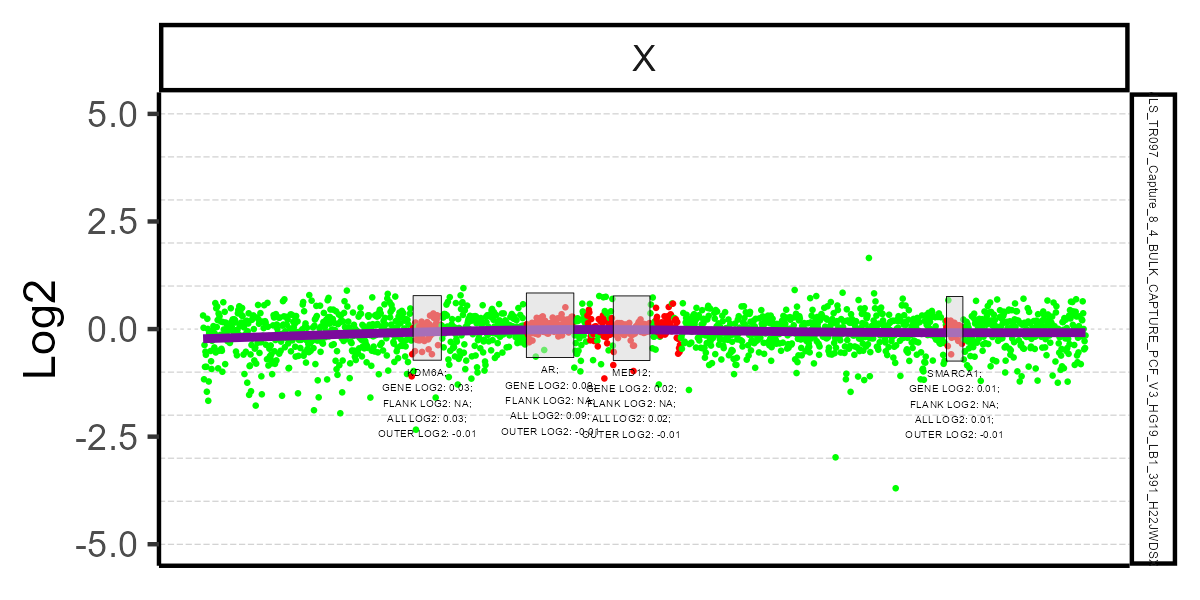 X
5.0
2.5
0.0
-2.5
-5.0
Log2
KDM6A;
GENE LOG2: 0.03;
FLANK LOG2: NA;
ALL LOG2: 0.03;
OUTER LOG2: -0.01
AR;
GENE LOG2: 0.09;
FLANK LOG2: NA;
ALL LOG2: 0.09;
OUTER LOG2: -0.01
MED12;
GENE LOG2: 0.02;
FLANK LOG2: NA;
ALL LOG2: 0.02;
OUTER LOG2: -0.01
SMARCA1;
GENE LOG2: 0.01;
FLANK LOG2: NA;
ALL LOG2: 0.01;
OUTER LOG2: -0.01
LS_TR097_Capture_8_4_BULK_CAPTURE_PCF_V3_HG19_LB1_391_H22JWDS